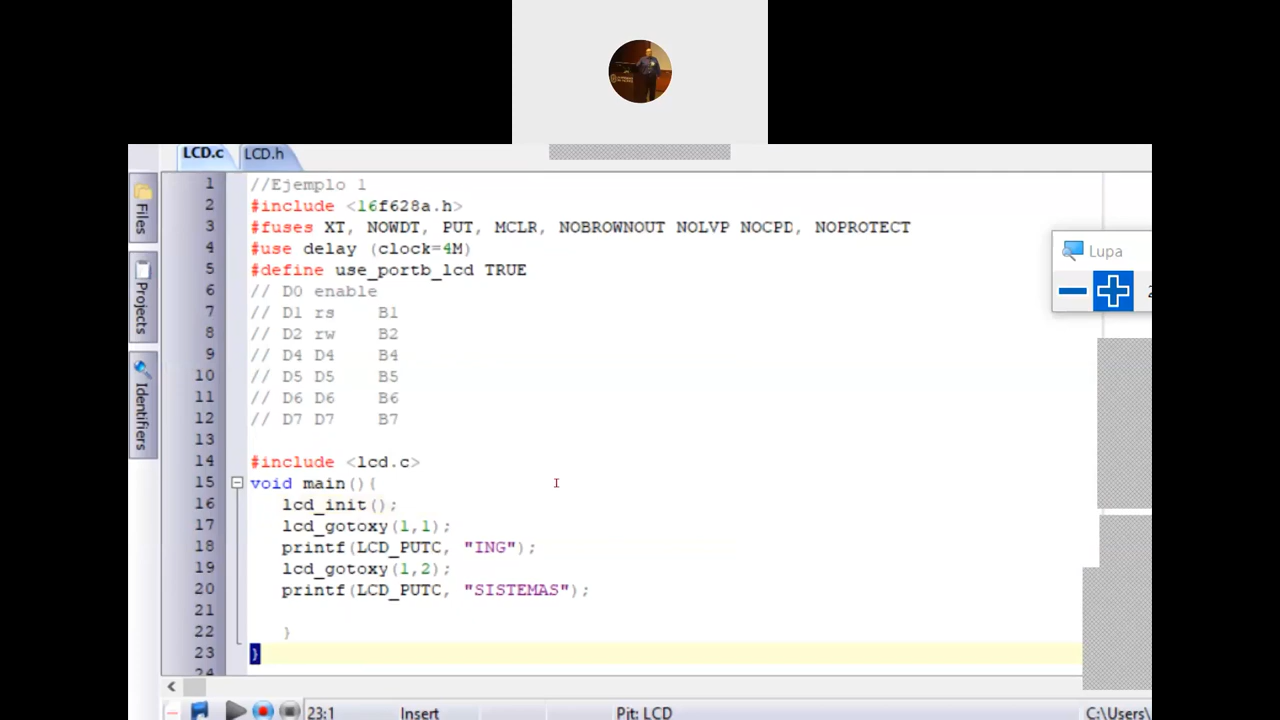 LCD.c LCD.h
1 //Ejemplo 1
2 #include <16f628a.h>
3 #fuses XT, NOWDT, PUT, MCLR, NOBROWNOUT NOLVP NOCPD, NOPROTECT
4 #use delay (clock=4M)
5 #define use_portb_lcd TRUE
6 // D0 enable
7 // D1 rs B1
8 // D2 rw B2
9 // D4 D4 B4
10 // D5 D5 B5
11 // D6 D6 B6
12 // D7 D7 B7
13
14 #include <lcd.c>
15 void main(){
16 lcd_init();
17 lcd_gotoxy(1,1);
18 printf(LCD_PUTC, "ING");
19 lcd_gotoxy(1,2);
20 printf(LCD_PUTC, "SISTEMAS");
21
22 }
23 }
24
Files
Projects
Identifiers
Lupa
2
23:1 Insert Pit: LCD C:\Users\